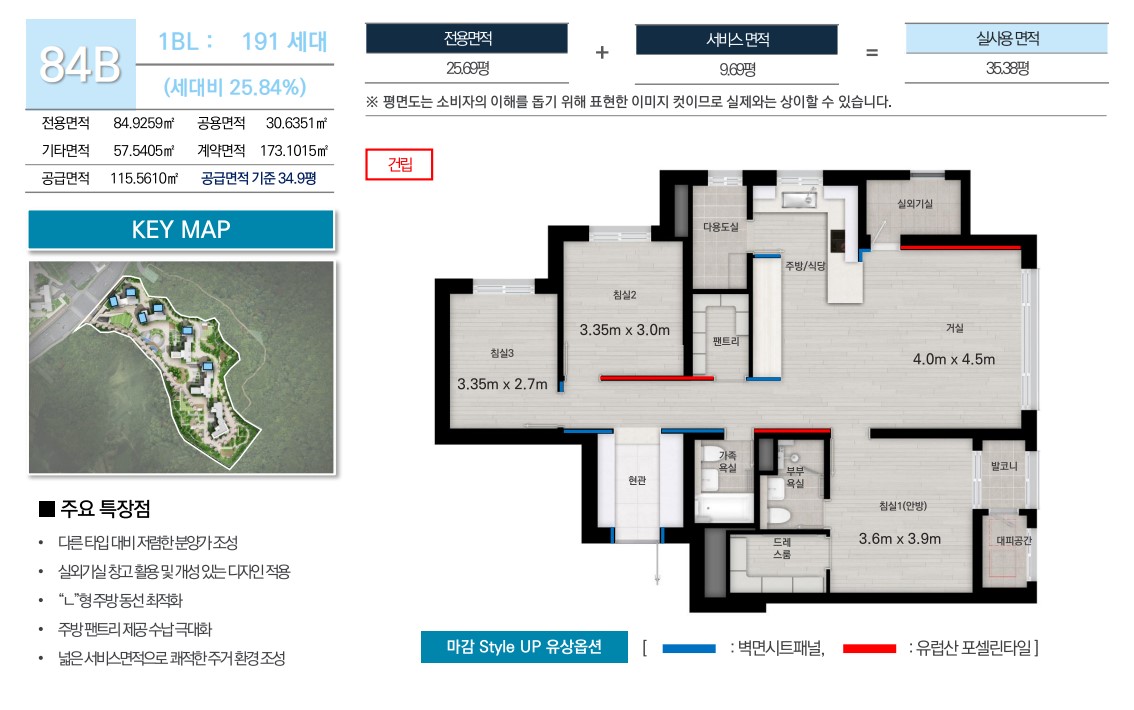 84B
1BL : 191 세대
(세대비 25.84%)
전용면적 84.9259㎡ 공용면적 30.6351㎡
기타면적 57.5405㎡ 계약면적 173.1015㎡
공급면적 115.5610㎡ 공급면적 기준 34.9평
KEY MAP
■ 주요 특장점
• 다른 타입 대비 저렴한 분양가 조성
• 실외기실 창고 활용 및 개성 있는 디자인 적용
• “ㄴ”형 주방 동선 최적화
• 주방 팬트리 제공 수납 극대화
• 넓은 서비스면적으로 쾌적한 주거 환경 조성
전용면적 서비스 면적 실사용 면적
25.69평 + 9.69평 = 35.38평
※ 평면도는 소비자의 이해를 돕기 위해 표현한 이미지 컷이므로 실제와는 상이할 수 있습니다.
건립
실외기실
다용도실
주방/식당
침실2
3.35m x 3.0m
거실
4.0m x 4.5m
팬트리
침실3
3.35m x 2.7m
현관
가족
욕실
부부
욕실
발코니
침실1(안방)
3.6m x 3.9m
드레
스룸
대피공간
마감 Style UP 유상옵션 [ : 벽면시트패널, : 유럽산 포셀린타일 ]